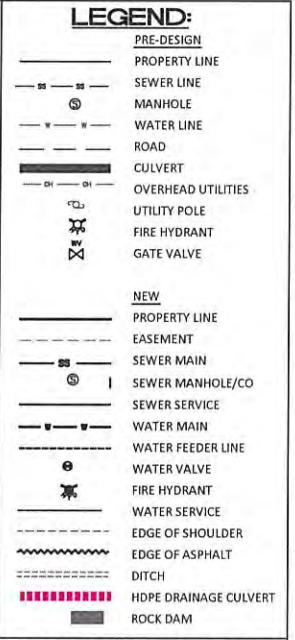 LEGEND:
PRE-DESIGN
PROPERTY LINE
SS SS SEWER LINE
S MANHOLE
W W WATER LINE
ROAD
CULVERT
OH OH OVERHEAD UTILITIES
UTILITY POLE
FIRE HYDRANT
WV
GATE VALVE
NEW
PROPERTY LINE
EASEMENT
SS SEWER MAIN
S SEWER MANHOLE/CO
SEWER SERVICE
W W WATER MAIN
WATER FEEDER LINE
WATER VALVE
FIRE HYDRANT
WATER SERVICE
EDGE OF SHOULDER
EDGE OF ASPHALT
DITCH
HDPE DRAINAGE CULVERT
ROCK DAM